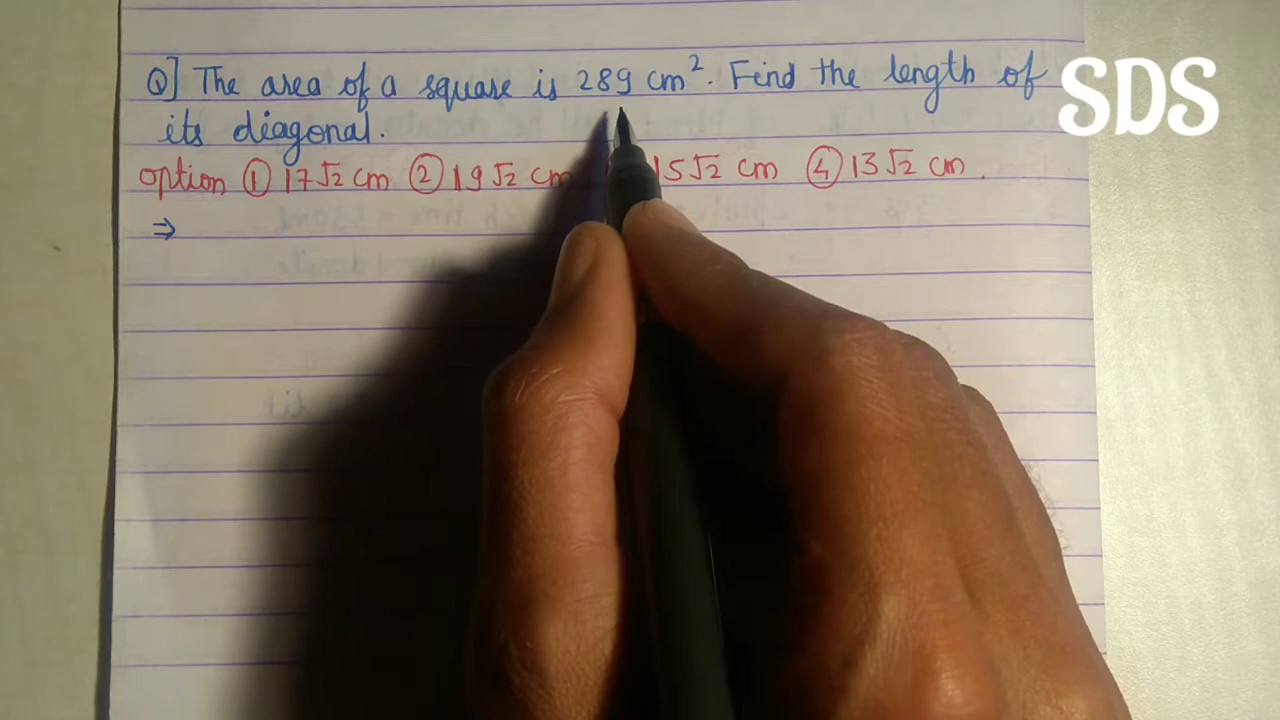 Q] The area of a square is 289 cm². Find the length of
its diagonal.
option ① 17√2 cm ② 19√2 cm 15√2 cm ④ 13√2 cm.
⇒
SDS